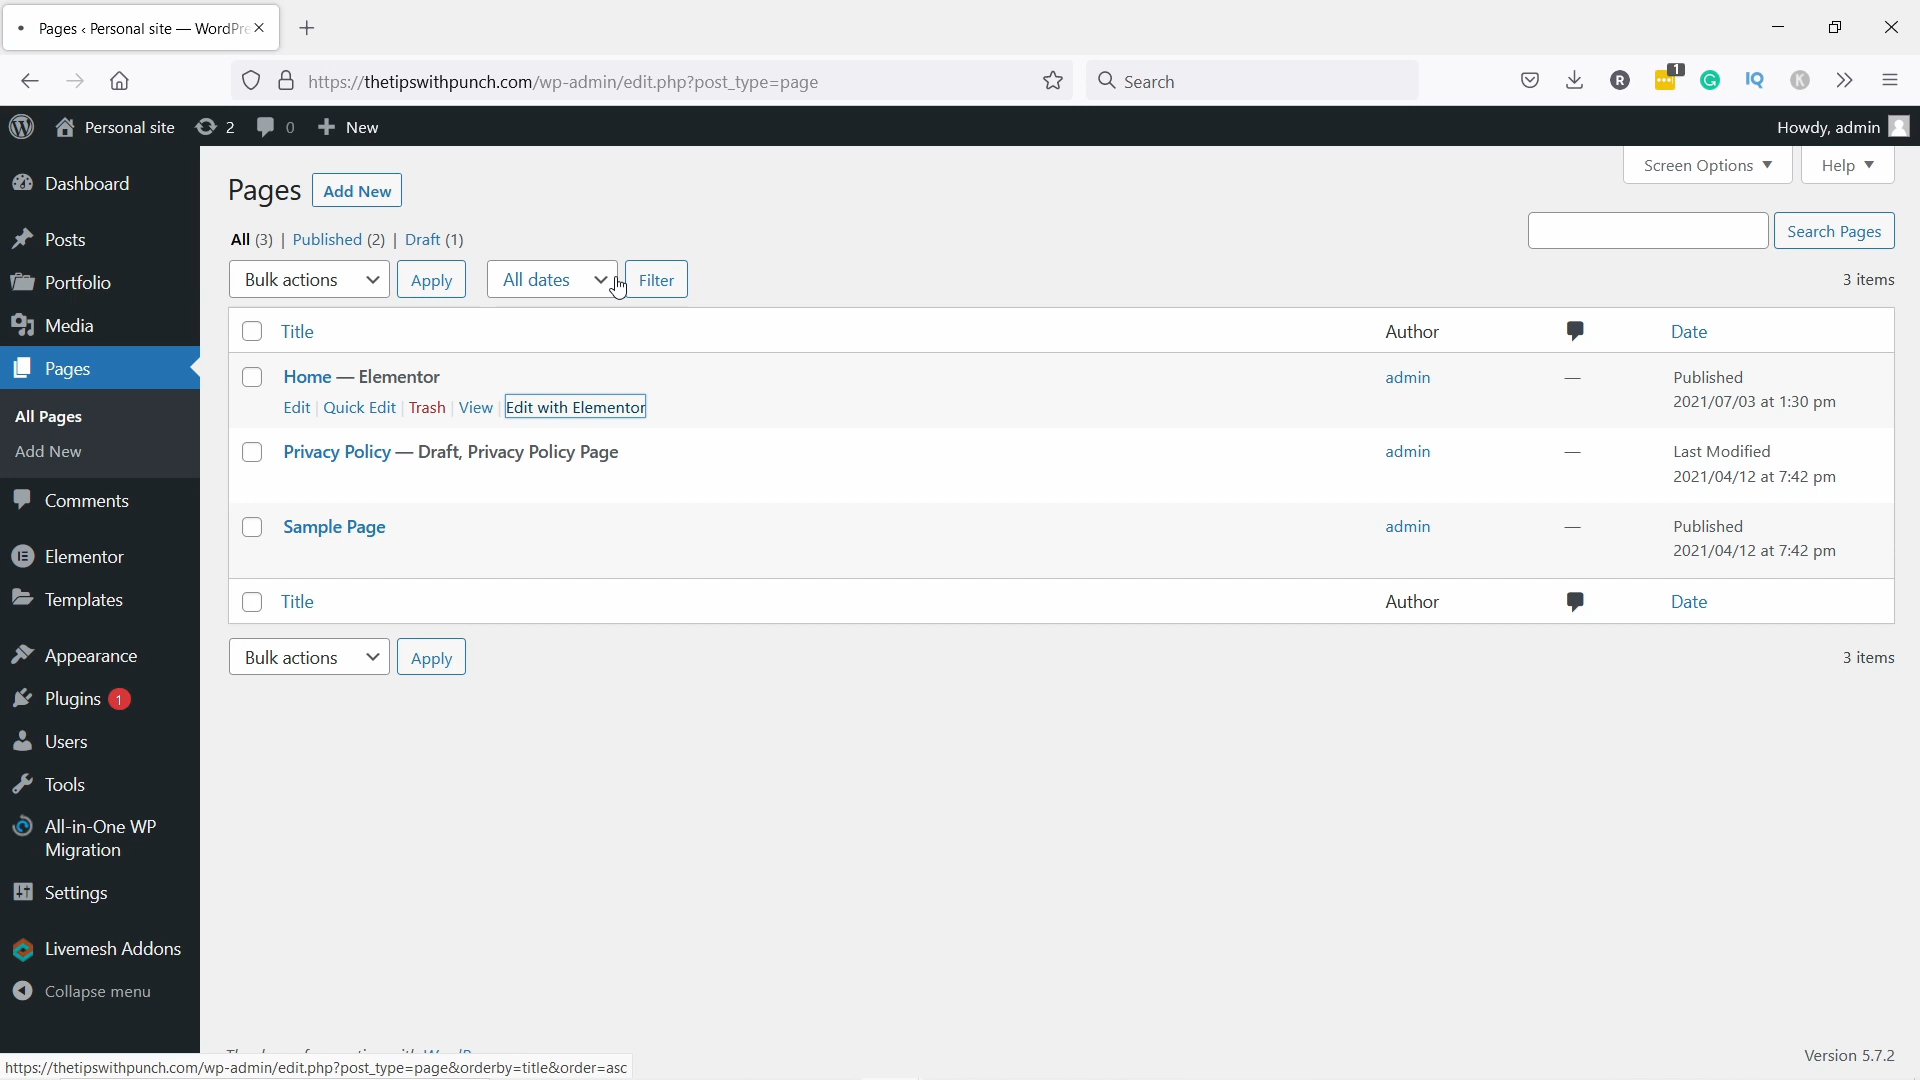 Pages ‹ Personal site — WordPre
https://thetipswithpunch.com/wp-admin/edit.php?post_type=page
Search
1
R
G
IQ
K
Personal site
2
0
New
Howdy, admin
Screen Options
Help
Dashboard
Posts
Portfolio
Media
Pages
All Pages
Add New
Comments
Elementor
Templates
Appearance
Plugins 1
Users
Tools
All-in-One WP
Migration
Settings
Livemesh Addons
Collapse menu
Pages
Add New
All (3) | Published (2) | Draft (1)
Search Pages
Bulk actions
Apply
All dates
Filter
3 items
Title
Author
Date
Home — Elementor
Edit | Quick Edit | Trash | View | Edit with Elementor
admin
—
Published
2021/07/03 at 1:30 pm
Privacy Policy — Draft, Privacy Policy Page
admin
—
Last Modified
2021/04/12 at 7:42 pm
Sample Page
admin
—
Published
2021/04/12 at 7:42 pm
Title
Author
Date
Bulk actions
Apply
3 items
Version 5.7.2
https://thetipswithpunch.com/wp-admin/edit.php?post_type=page&orderby=title&order=asc